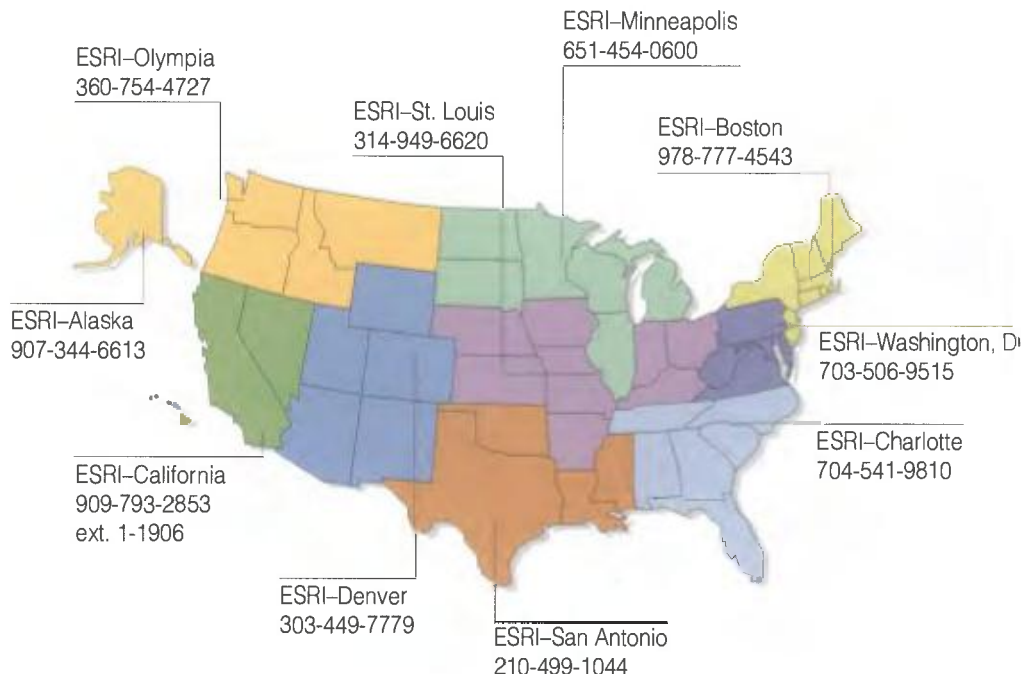 ESRI–Minneapolis
651-454-0600
ESRI–Olympia
360-754-4727
ESRI–St. Louis
314-949-6620
ESRI–Boston
978-777-4543
ESRI–Alaska
907-344-6613
ESRI–Washington, D
703-506-9515
ESRI–Charlotte
704-541-9810
ESRI–California
909-793-2853
ext. 1-1906
ESRI–Denver
303-449-7779
ESRI–San Antonio
210-499-1044